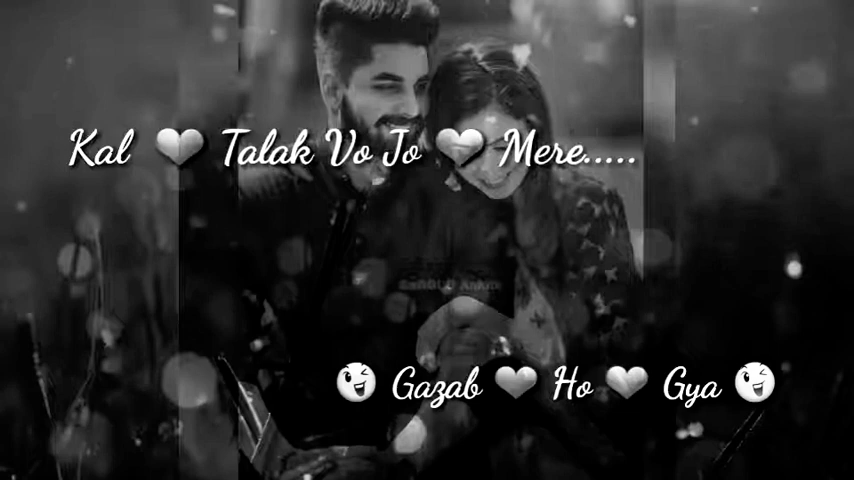 Kal 🤍 Talak Vo Jo 🤍 Mere.....
😉 Gazab 🤍 Ho 🤍 Gya 😉